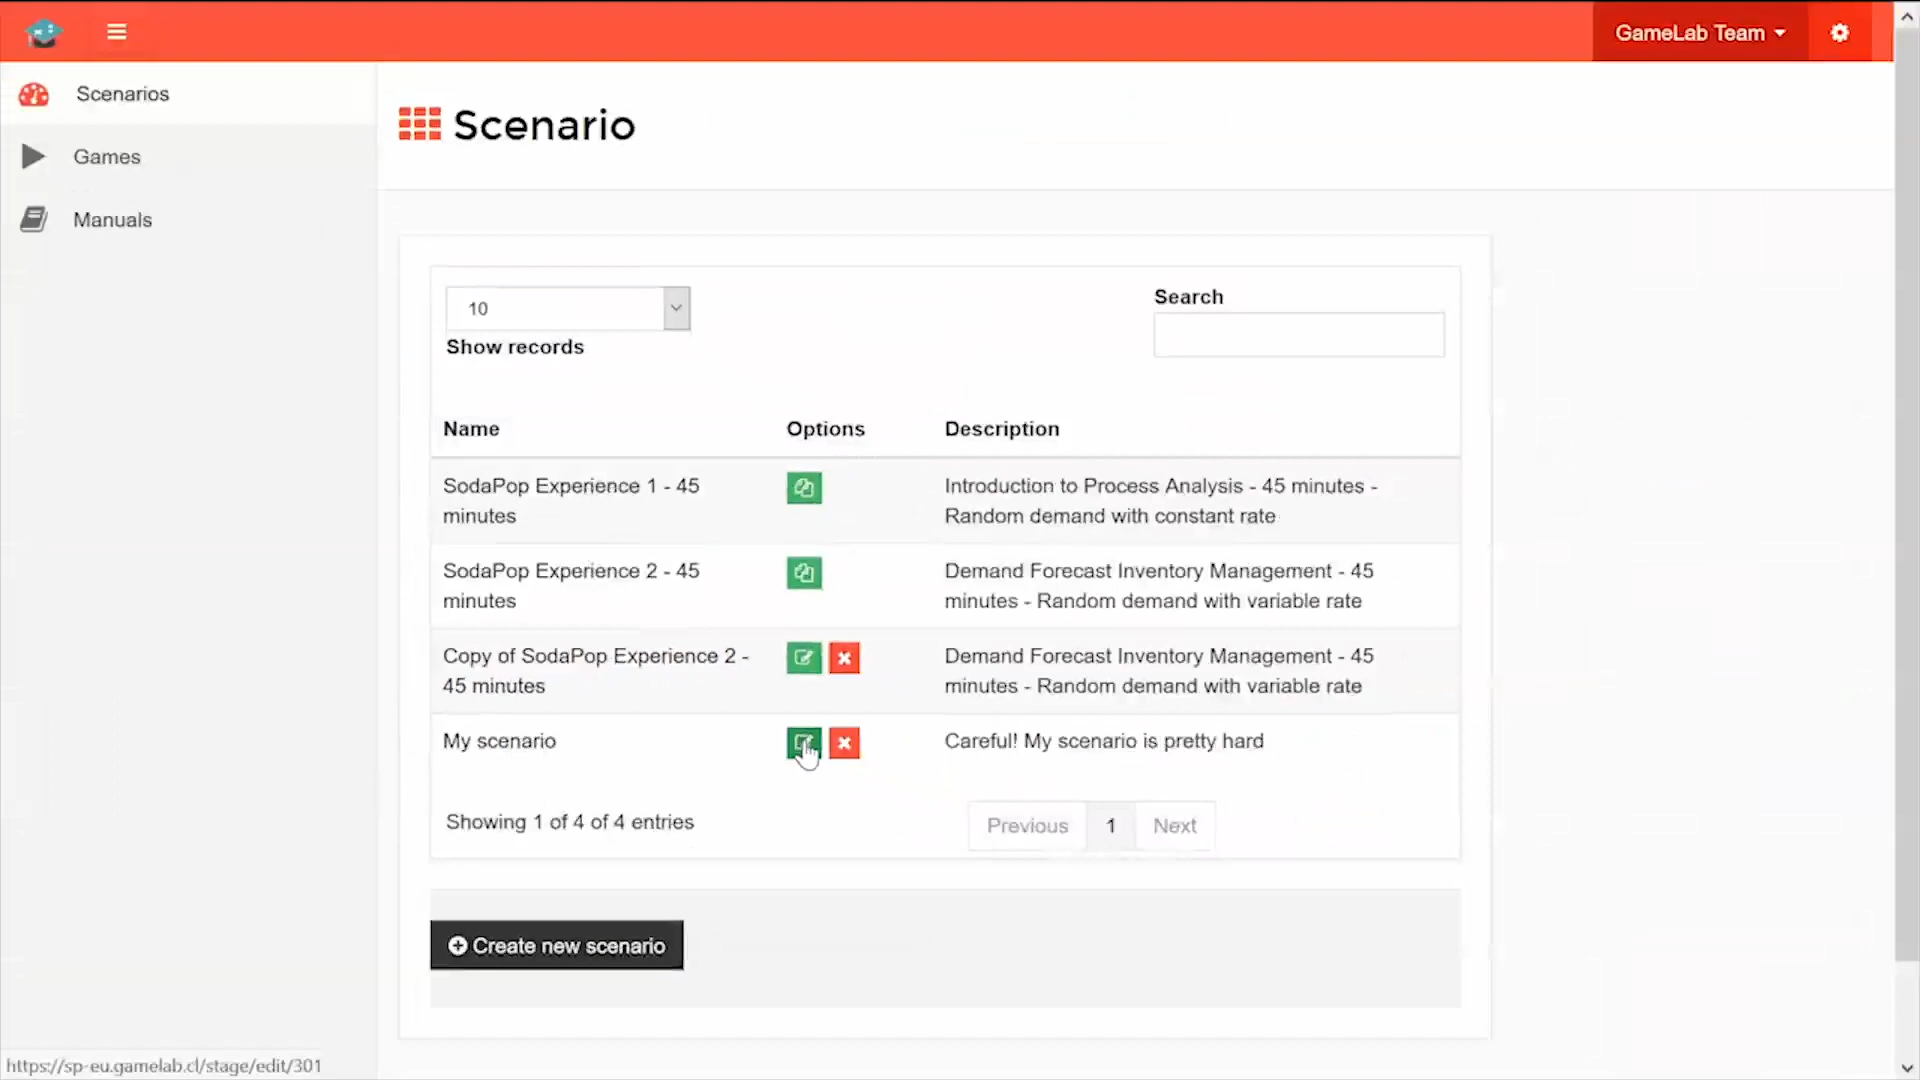 GameLab Team
Scenarios
Games
Manuals
Scenario
10
Show records
Search
Name Options Description
SodaPop Experience 1 - 45
minutes
Introduction to Process Analysis - 45 minutes -
Random demand with constant rate
SodaPop Experience 2 - 45
minutes
Demand Forecast Inventory Management - 45
minutes - Random demand with variable rate
Copy of SodaPop Experience 2 -
45 minutes
Demand Forecast Inventory Management - 45
minutes - Random demand with variable rate
My scenario
Careful! My scenario is pretty hard
Showing 1 of 4 of 4 entries
Previous 1 Next
Create new scenario
https://sp-eu.gamelab.cl/stage/edit/301